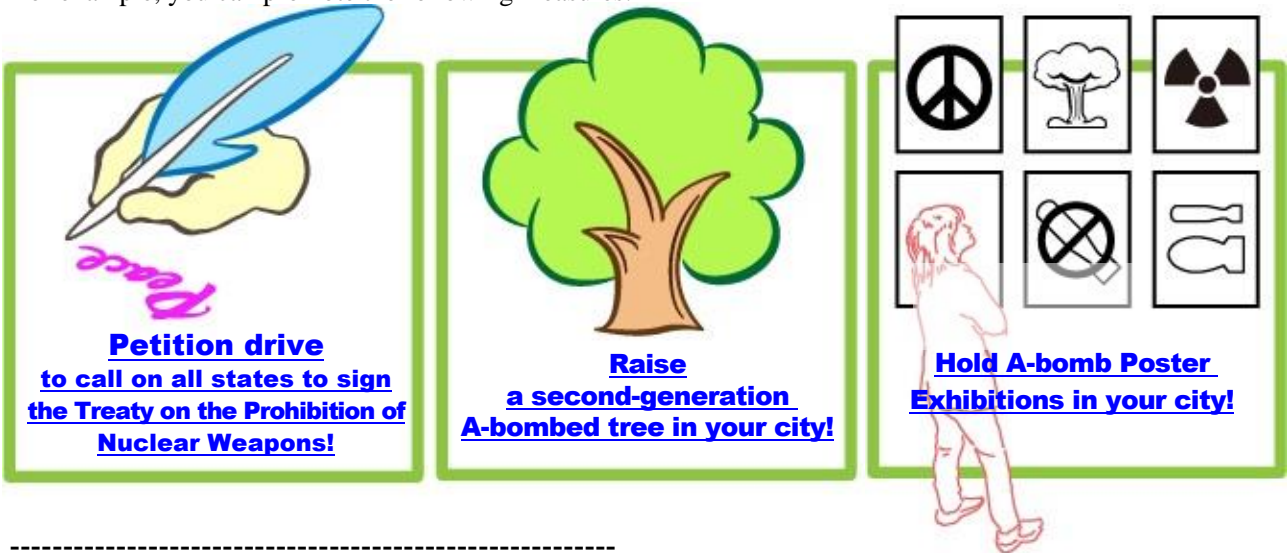 Peace
Petition drive
to call on all states to sign
the Treaty on the Prohibition of
Nuclear Weapons!
Raise
a second-generation
A-bombed tree in your city!
Hold A-bomb Poster
Exhibitions in your city!
---------------------------------------------------------